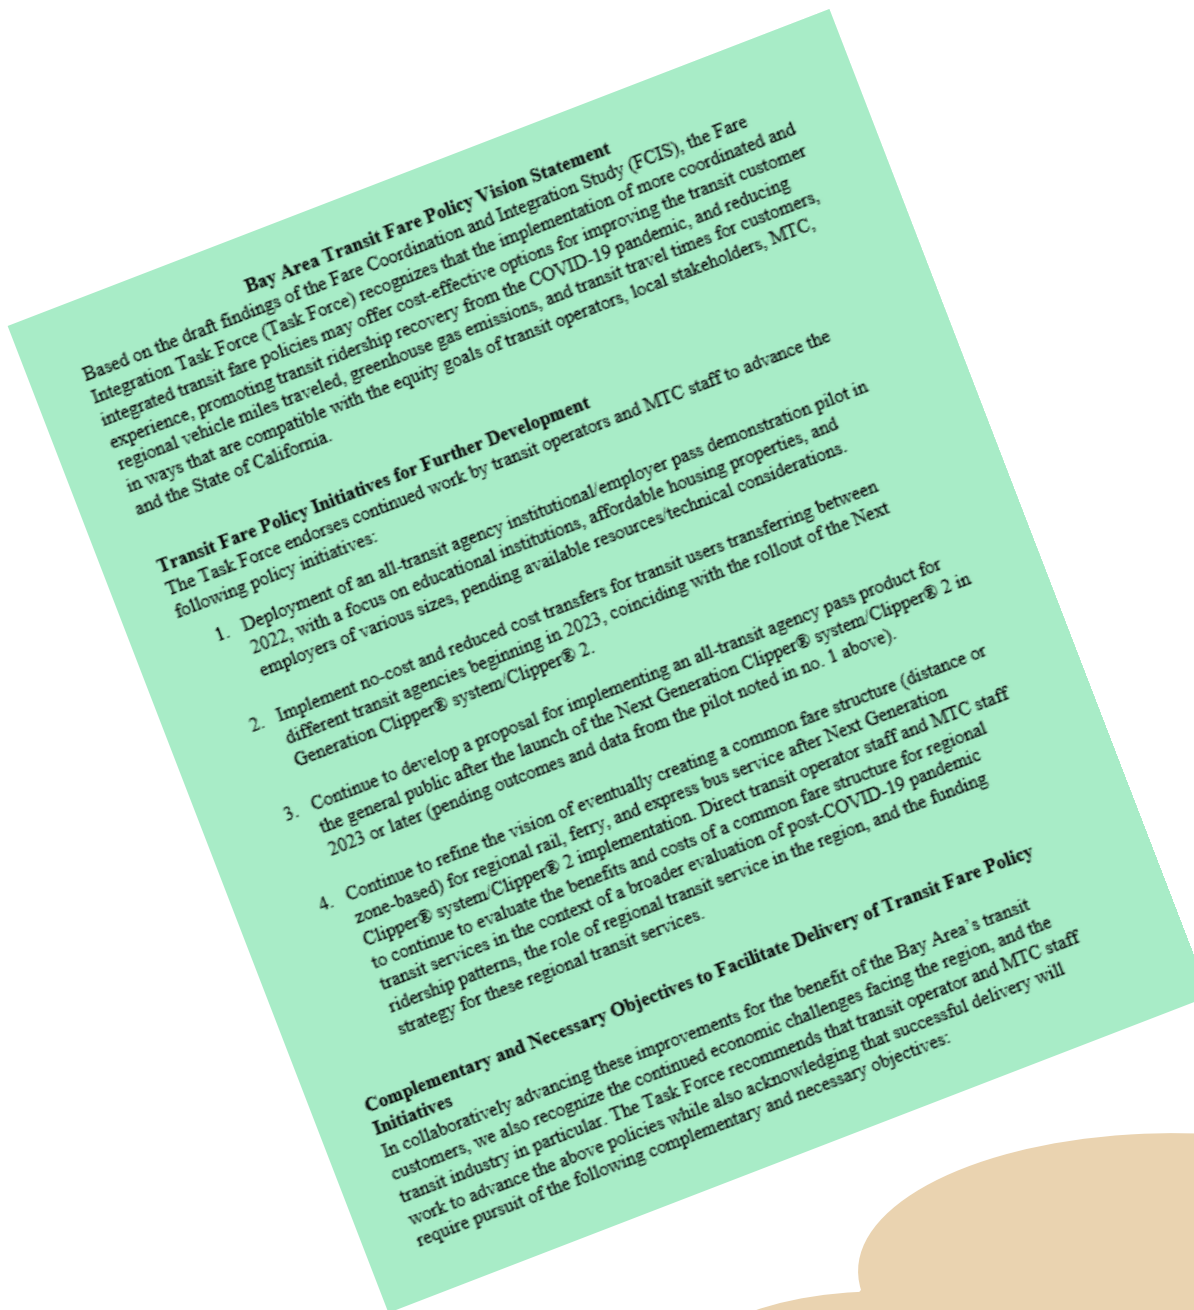 Bay Area Transit Fare Policy Vision Statement
Based on the draft findings of the Fare Coordination and Integration Study (FCIS), the Fare
Integration Task Force (Task Force) recognizes that the implementation of more coordinated and
integrated transit fare policies may offer cost-effective options for improving the transit customer
experience, promoting transit ridership recovery from the COVID-19 pandemic, and reducing
regional vehicle miles traveled, greenhouse gas emissions, and transit travel times for customers,
in ways that are compatible with the equity goals of transit operators, local stakeholders, MTC,
and the State of California.
Transit Fare Policy Initiatives for Further Development
The Task Force endorses continued work by transit operators and MTC staff to advance the
following policy initiatives:
1. Deployment of an all-transit agency institutional/employer pass demonstration pilot in
2022, with a focus on educational institutions, affordable housing properties, and
employers of various sizes, pending available resources/technical considerations.
2. Implement no-cost and reduced cost transfers for transit users transferring between
different transit agencies beginning in 2023, coinciding with the rollout of the Next
Generation Clipper® system/Clipper® 2.
3. Continue to develop a proposal for implementing an all-transit agency pass product for
the general public after the launch of the Next Generation Clipper® system/Clipper® 2 in
2023 or later (pending outcomes and data from the pilot noted in no. 1 above).
4. Continue to refine the vision of eventually creating a common fare structure (distance or
zone-based) for regional rail, ferry, and express bus service after Next Generation
Clipper® system/Clipper® 2 implementation. Direct transit operator staff and MTC staff
to continue to evaluate the benefits and costs of a common fare structure for regional
transit services in the context of a broader evaluation of post-COVID-19 pandemic
ridership patterns, the role of regional transit service in the region, and the funding
strategy for these regional transit services.
Complementary and Necessary Objectives to Facilitate Delivery of Transit Fare Policy
Initiatives
In collaboratively advancing these improvements for the benefit of the Bay Area's transit
customers, we also recognize the continued economic challenges facing the region, and the
transit industry in particular. The Task Force recommends that transit operator and MTC staff
work to advance the above policies while also acknowledging that successful delivery will
require pursuit of the following complementary and necessary objectives: